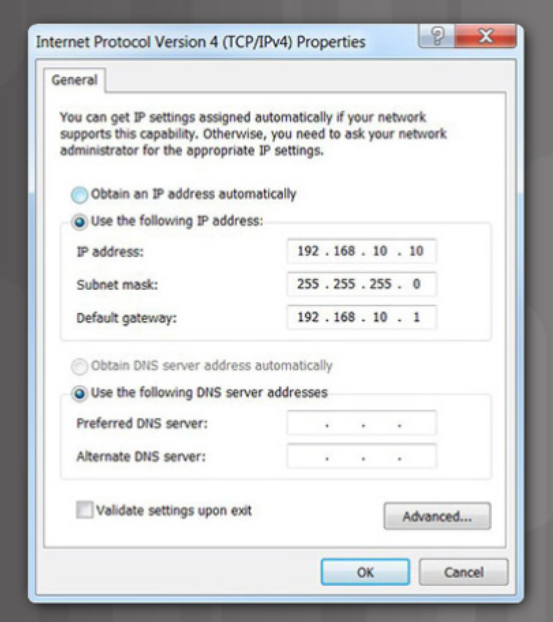 Internet Protocol Version 4 (TCP/IPv4) Properties
General
You can get IP settings assigned automatically if your network
supports this capability. Otherwise, you need to ask your network
administrator for the appropriate IP settings.
Obtain an IP address automatically
Use the following IP address:
IP address: 192 . 168 . 10 . 10
Subnet mask: 255 . 255 . 255 . 0
Default gateway: 192 . 168 . 10 . 1
Obtain DNS server address automatically
Use the following DNS server addresses
Preferred DNS server: . . .
Alternate DNS server: . . .
Validate settings upon exit
Advanced...
OK Cancel